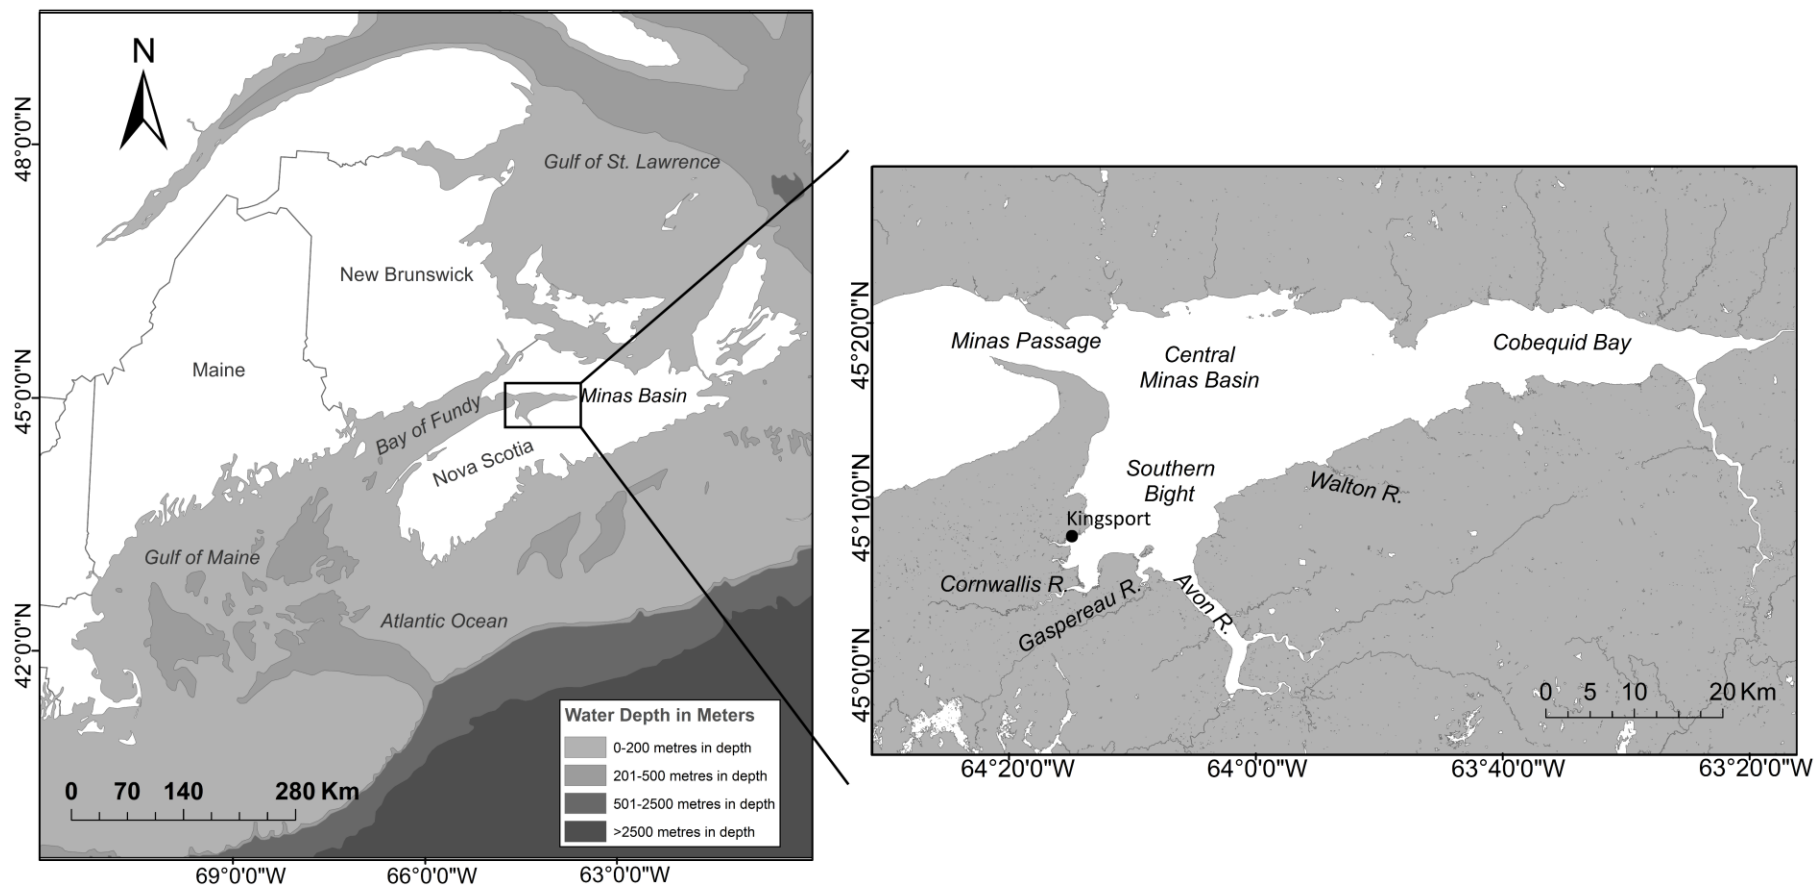 N
48°0'0"N
45°0'0"N
42°0'0"N
Gulf of St. Lawrence
New Brunswick
Maine
Minas Basin
Bay of Fundy
Nova Scotia
Gulf of Maine
Atlantic Ocean
Water Depth in Meters
0-200 metres in depth
201-500 metres in depth
501-2500 metres in depth
>2500 metres in depth
0 70 140 280 Km
69°0'0"W 66°0'0"W 63°0'0"W
45°20'0"N
45°10'0"N
45°0'0"N
Minas Passage
Central
Minas Basin
Cobequid Bay
Southern
Bight
Walton R.
Kingsport
Cornwallis R.
Gaspereau R.
Avon R.
0 5 10 20 Km
64°20'0"W 64°0'0"W 63°40'0"W 63°20'0"W